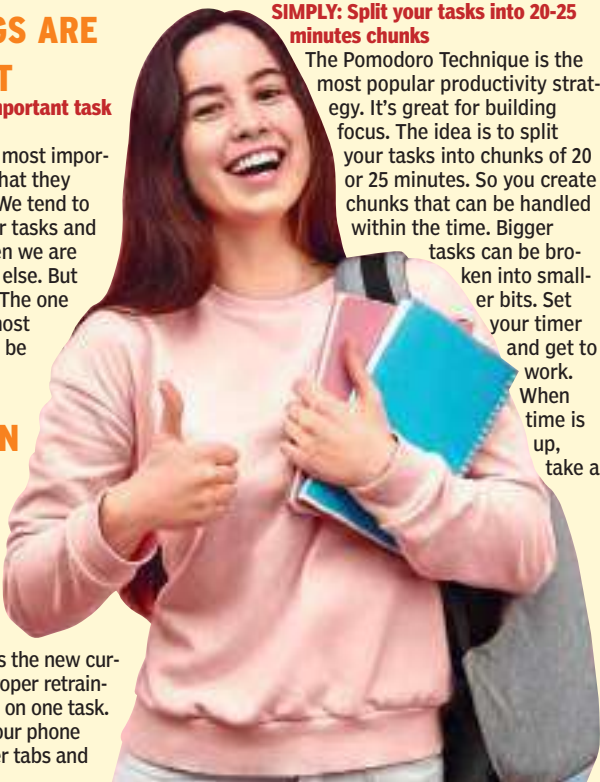 GS ARE
T
portant task
most impor-
hat they
We tend to
r tasks and
en we are
else. But
The one
nost
be
N
s the new cur-
oper retrain-
on one task.
our phone
er tabs and
SIMPLY: Split your tasks into 20-25
minutes chunks
The Pomodoro Technique is the
most popular productivity strat-
egy. It's great for building
focus. The idea is to split
your tasks into chunks of 20
or 25 minutes. So you create
chunks that can be handled
within the time. Bigger
tasks can be bro-
ken into small-
er bits. Set
your timer
and get to
work.
When
time is
up,
take a